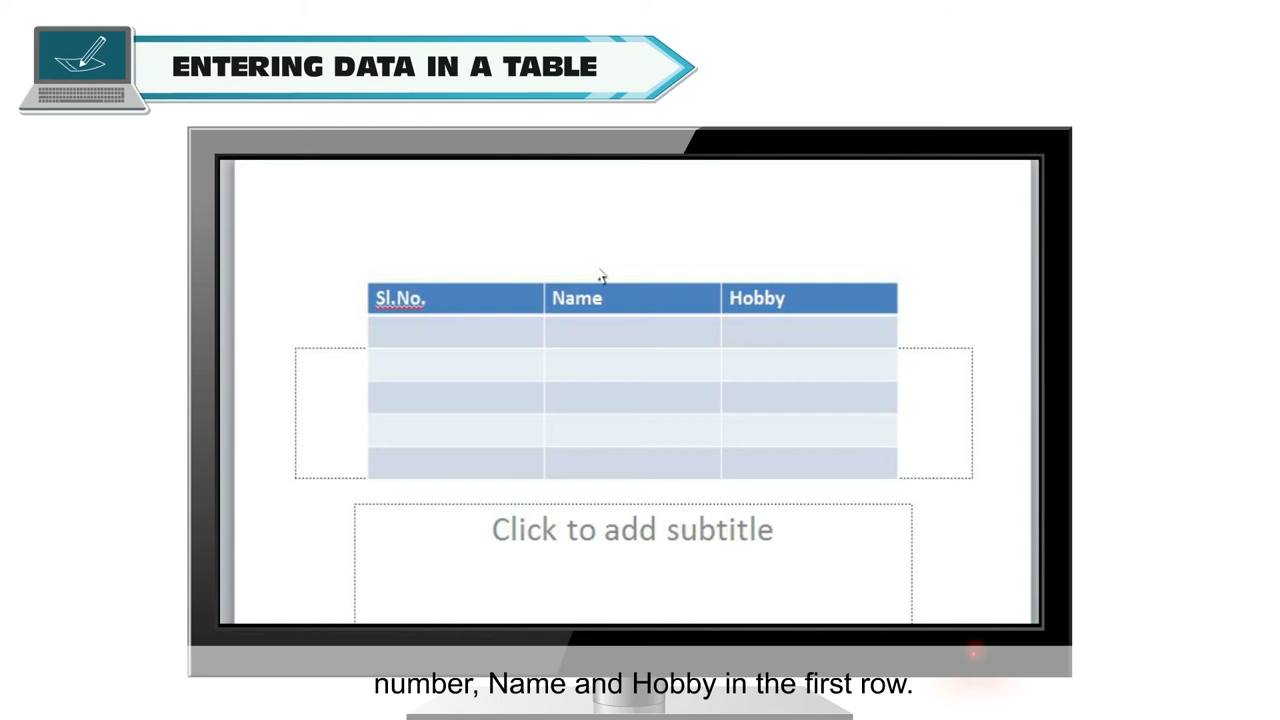 ENTERING DATA IN A TABLE
Sl.No. Name Hobby
Click to add subtitle
number, Name and Hobby in the first row.